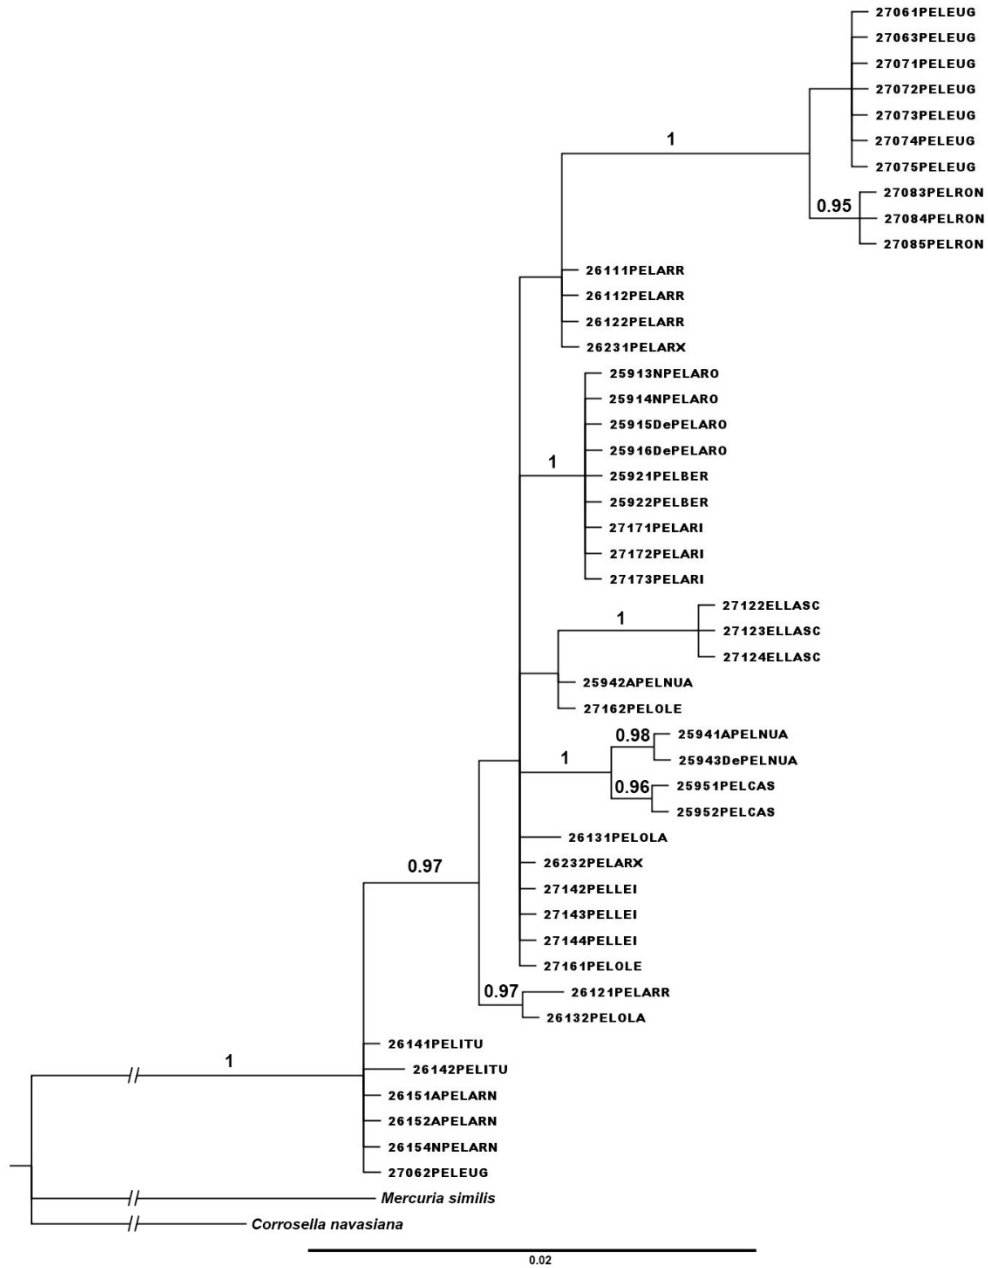 27061PELEUG
27063PELEUG
27071PELEUG
27072PELEUG
27073PELEUG
1
27074PELEUG
27075PELEUG
27083PELRON
0.95
27084PELRON
27085PELRON
26111PELARR
26112PELARR
26122PELARR
26231PELARX
25913NPELARO
25914NPELARO
25915DePELARO
25916DePELARO
1
25921PELBER
25922PELBER
27171PELARI
27172PELARI
27173PELARI
27122ELLASC
1
27123ELLASC
27124ELLASC
25942APELNUA
27162PELOLE
0.98
25941APELNUA
1
25943DePELNUA
0.96
25951PELCAS
25952PELCAS
26131PELOLA
26232PELARX
0.97
27142PELLEI
27143PELLEI
27144PELLEI
27161PELOLE
0.97
26121PELARR
26132PELOLA
26141PELITU
1
26142PELITU
26151APELARN
26152APELARN
26154NPELARN
27062PELEUG
Mercuria similis
Corrosella navasiana
0.02